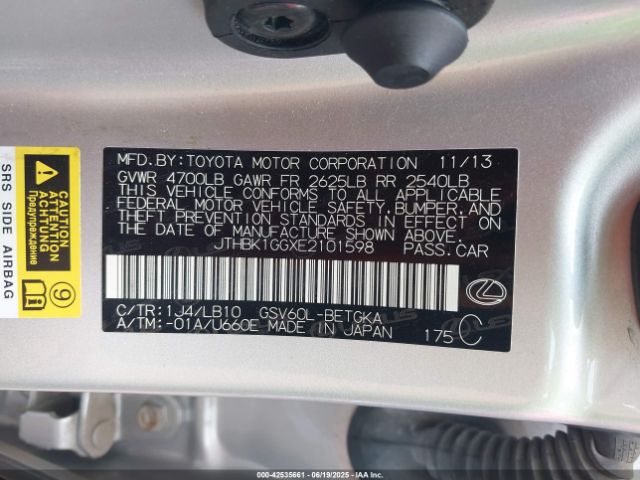 MFD.BY:TOYOTA MOTOR CORPORATION 11/13
GVWR 4700LB GAWR FR 2625LB RR 2540LB
THIS VEHICLE CONFORMS TO ALL APPLICABLE
FEDERAL MOTOR VEHICLE SAFETY,BUMPER,AND
THEFT PREVENTION STANDARDS IN EFFECT ON
THE DATE OF MANUFACTURE SHOWN ABOVE.
JTHBK1GGXE2101598 PASS.CAR
C/TR:1J4/LB10 GSV60L-BETGKA
A/TM:-01A/U660E MADE IN JAPAN 175 C
SRS SIDE AIRBAG
CAUTION
ACHTUNG
9
00-42535661 - 06/19/2025 - IAA Inc.